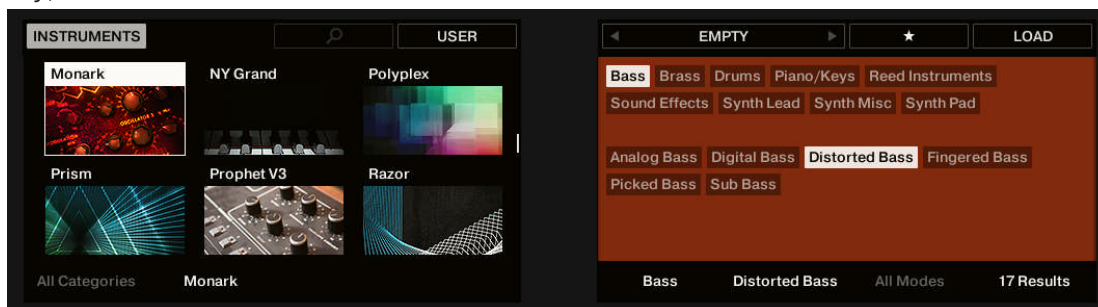 INSTRUMENTS USER
Monark NY Grand Polyplex
Prism Prophet V3 Razor
All Categories Monark
EMPTY ★ LOAD
Bass Brass Drums Piano/Keys Reed Instruments
Sound Effects Synth Lead Synth Misc Synth Pad
Analog Bass Digital Bass Distorted Bass Fingered Bass
Picked Bass Sub Bass
Bass Distorted Bass All Modes 17 Results